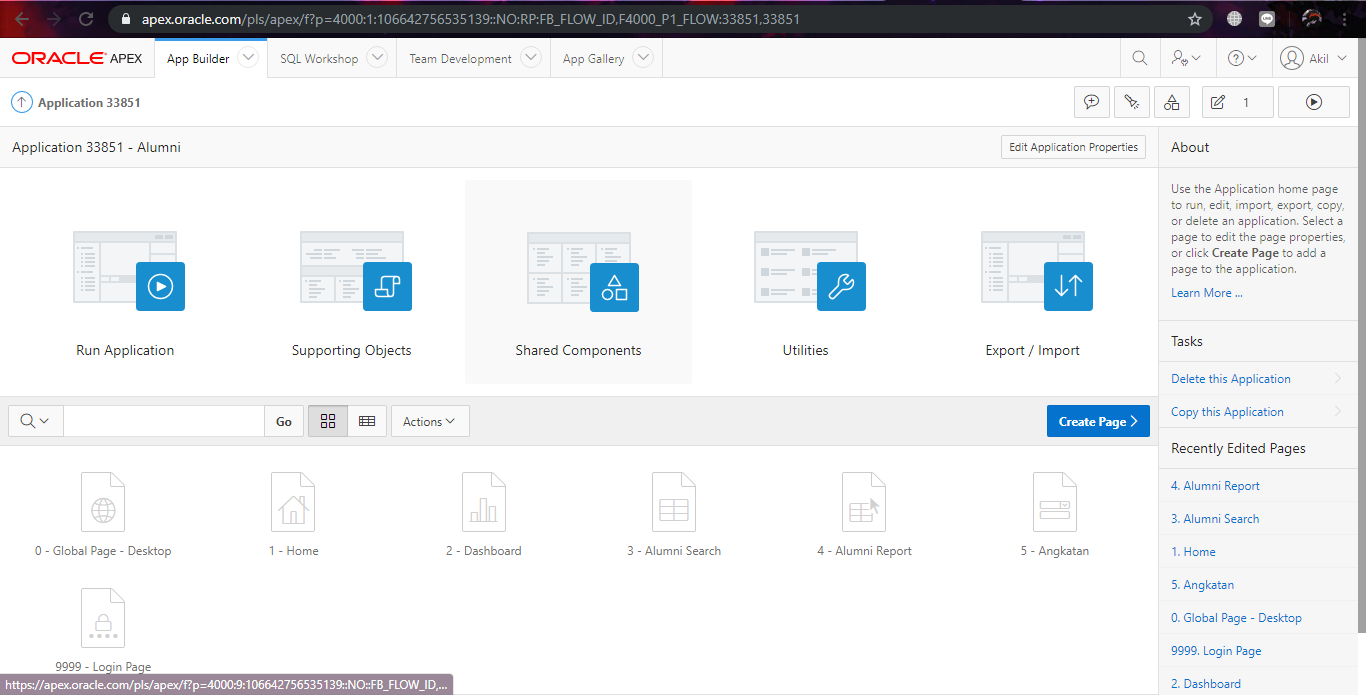 apex.oracle.com/pls/apex/f?p=4000:1:106642756535139::NO:RP:FB_FLOW_ID,F4000_P1_FLOW:33851,33851
ORACLE APEX
App Builder
SQL Workshop
Team Development
App Gallery
Akil
Application 33851
1
Application 33851 - Alumni
Edit Application Properties
Run Application
Supporting Objects
Shared Components
Utilities
Export / Import
Go
Actions
Create Page
0 - Global Page - Desktop
1 - Home
2 - Dashboard
3 - Alumni Search
4 - Alumni Report
5 - Angkatan
9999 - Login Page
About
Use the Application home page
to run, edit, import, export, copy,
or delete an application. Select a
page to edit the page properties,
or click Create Page to add a
page to the application.
Learn More ...
Tasks
Delete this Application
Copy this Application
Recently Edited Pages
4. Alumni Report
3. Alumni Search
1. Home
5. Angkatan
0. Global Page - Desktop
9999. Login Page
2. Dashboard
https://apex.oracle.com/pls/apex/f?p=4000:9:106642756535139::NO::FB_FLOW_ID,...